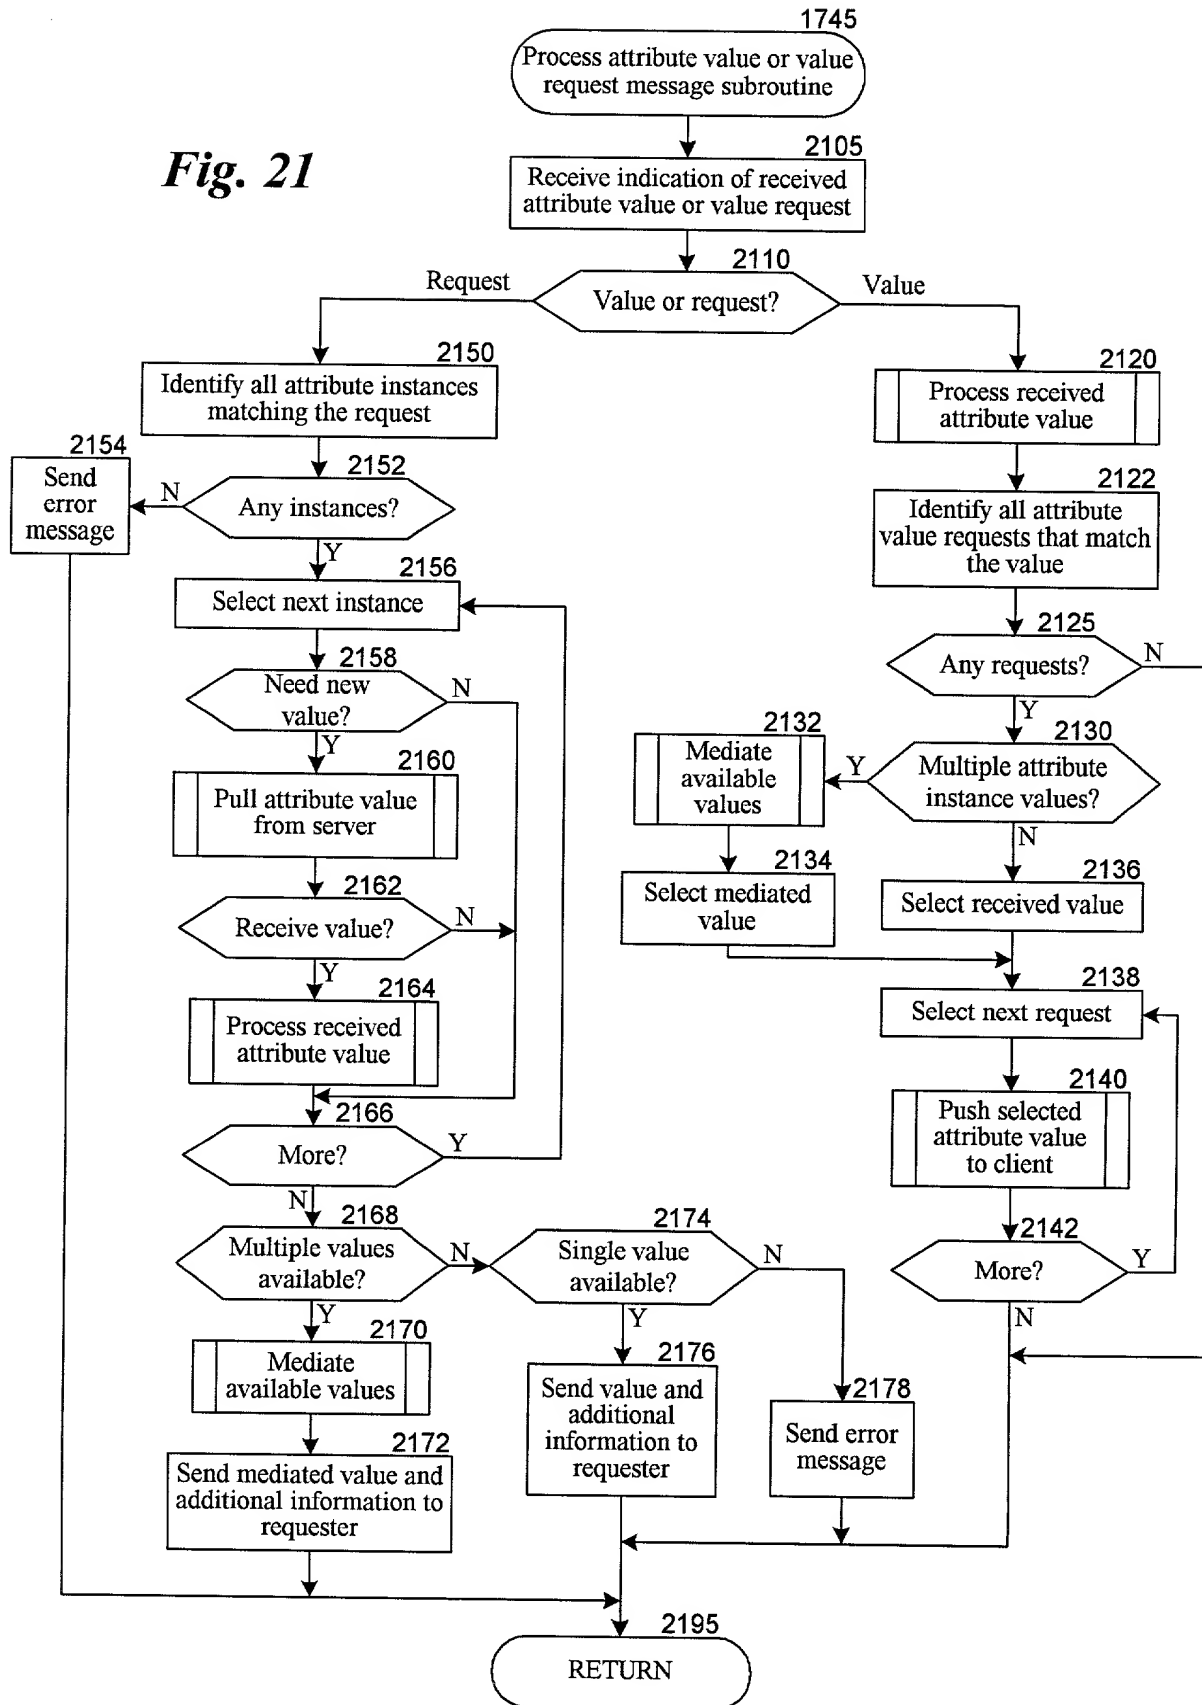 1745
Process attribute value or value
request message subroutine
Fig. 21
2105
Receive indication of received
attribute value or value request
2110
Value or request?
Request
Value
2150
Identify all attribute instances
matching the request
2154
Send
error
message
2152
Any instances?
N
Y
2156
Select next instance
2158
Need new
value?
N
Y
2160
Pull attribute value
from server
2162
Receive value?
N
Y
2164
Process received
attribute value
2166
More?
Y
N
2168
Multiple values
available?
N
Y
2170
Mediate
available values
2172
Send mediated value and
additional information to
requester
2174
Single value
available?
N
Y
2176
Send value and
additional
information to
requester
2178
Send error
message
2120
Process received
attribute value
2122
Identify all attribute
value requests that match
the value
2125
Any requests?
N
Y
2130
Multiple attribute
instance values?
Y
N
2132
Mediate
available
values
2134
Select mediated
value
2136
Select received value
2138
Select next request
2140
Push selected
attribute value
to client
2142
More?
Y
N
2195
RETURN